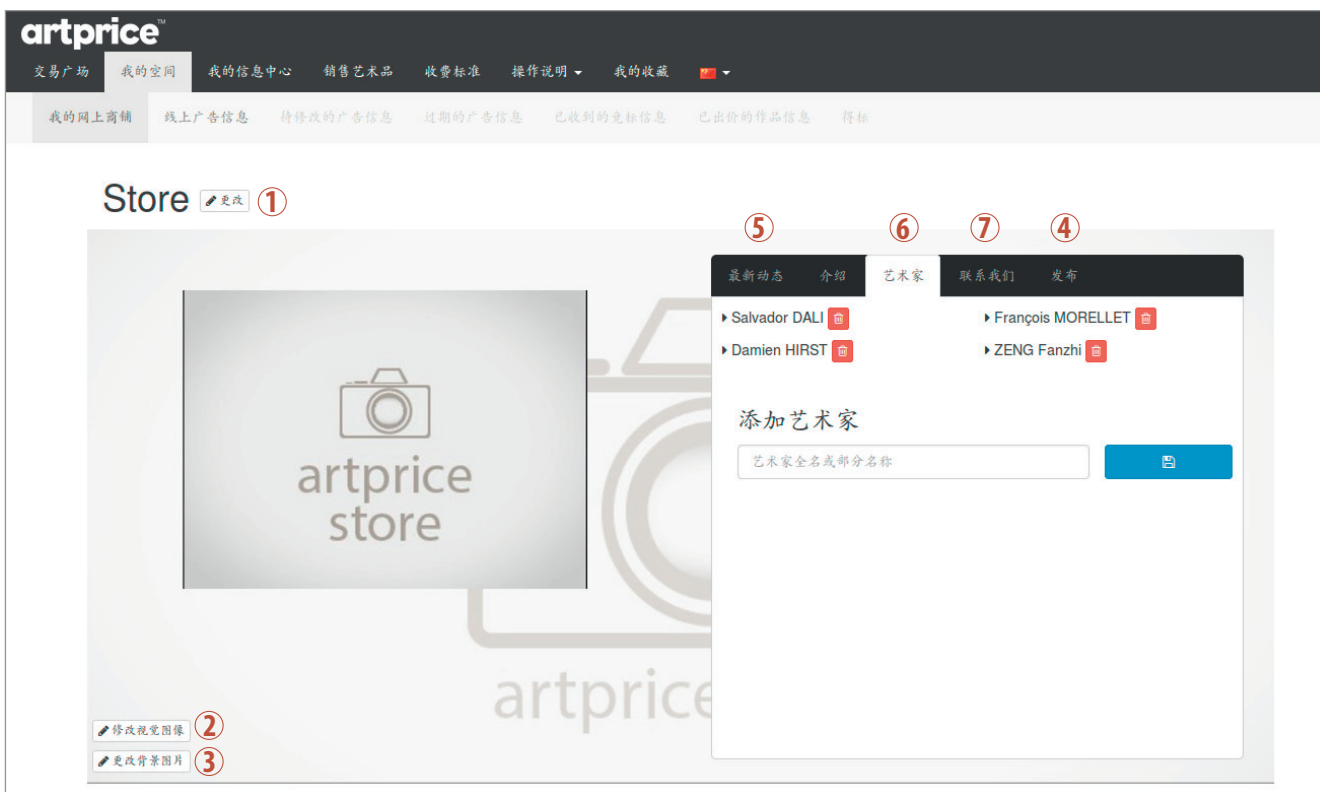 artprice™
交易广场 我的空间 我的信息中心 销售艺术品 收费标准 操作说明 我的收藏
我的网上商铺 线上广告信息 待修改的广告信息 过期的广告信息 已收到的竞标信息 已出价的作品信息 得标
Store 更改 ①
⑤ ⑥ ⑦ ④
最新动态 介绍 艺术家 联系我们 发布
Salvador DALI François MORELLET
Damien HIRST ZENG Fanzhi
添加艺术家
艺术家全名或部分名称
artprice
store
artprice
修改视觉图像 ②
更改背景图片 ③